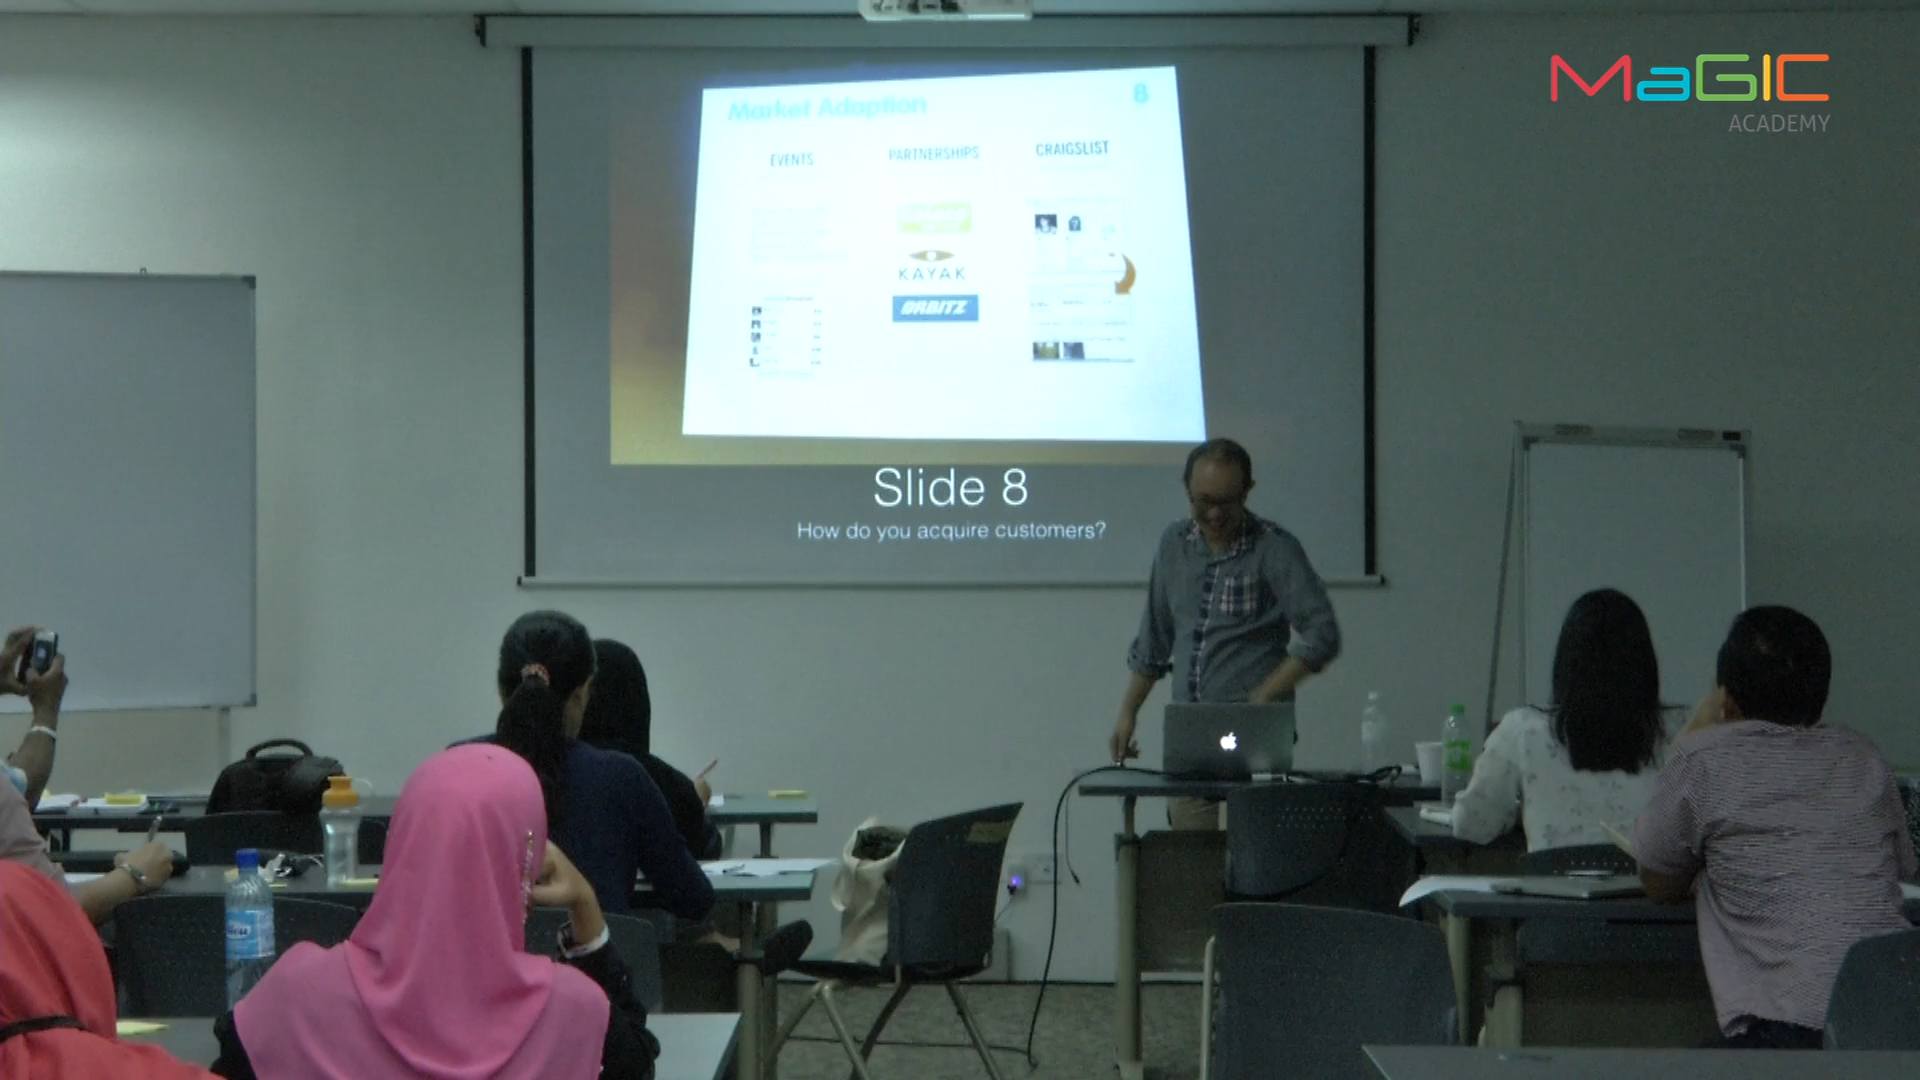 MaGIC
ACADEMY
Market Adaption
8
EVENTS
PARTNERSHIPS
CRAIGSLIST
KAYAK
ORBITZ
Slide 8
How do you acquire customers?